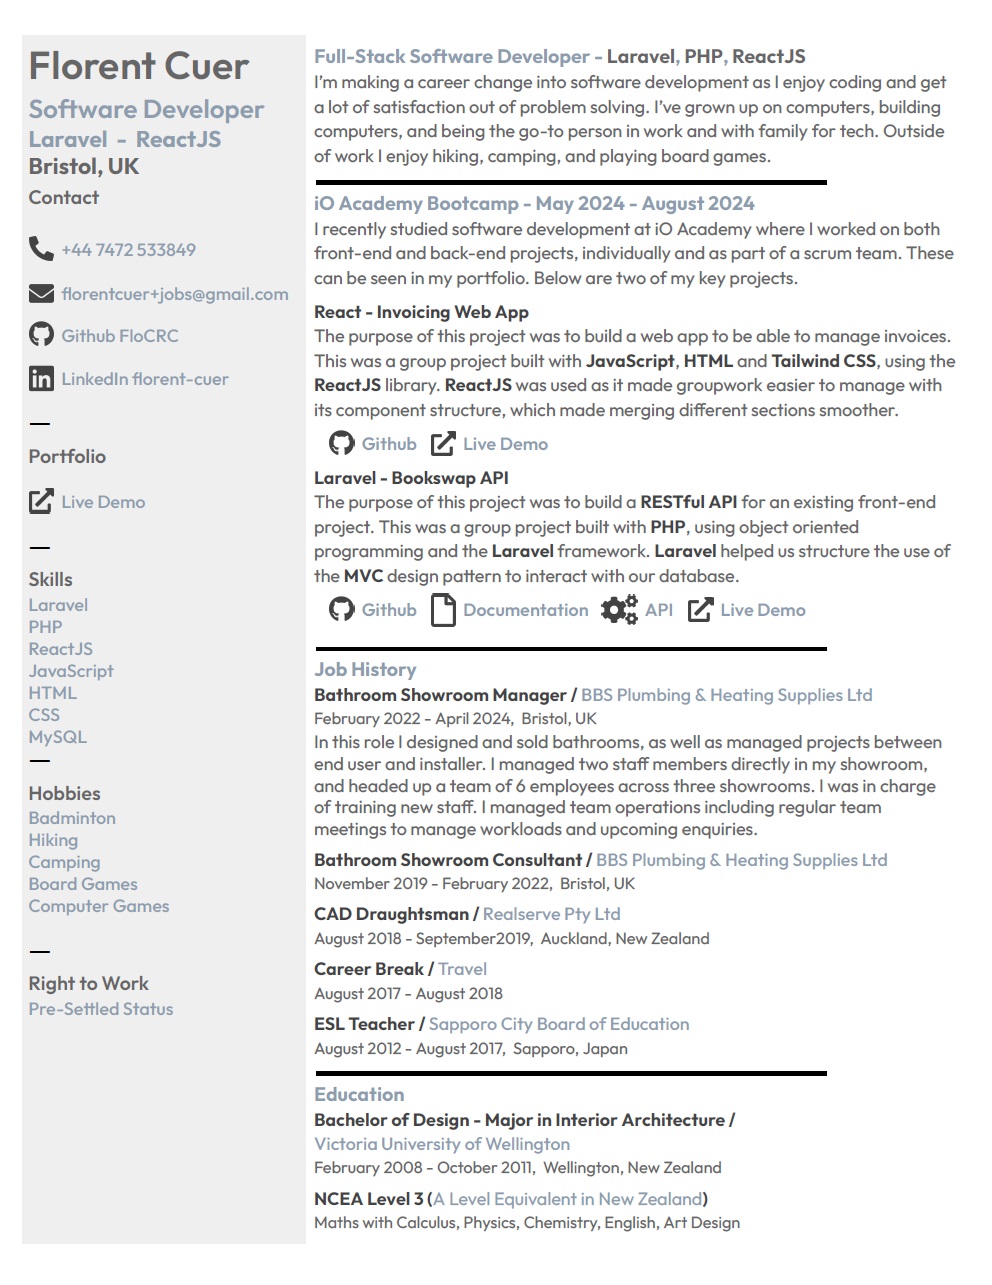 Florent Cuer
Software Developer
Laravel - ReactJS
Bristol, UK
Contact
+44 7472 533849
florentcuer+jobs@gmail.com
Github FloCRC
LinkedIn florent-cuer
Portfolio
Live Demo
Skills
Laravel
PHP
ReactJS
JavaScript
HTML
CSS
MySQL
Hobbies
Badminton
Hiking
Camping
Board Games
Computer Games
Right to Work
Pre-Settled Status
Full-Stack Software Developer - Laravel, PHP, ReactJS
I'm making a career change into software development as I enjoy coding and get
a lot of satisfaction out of problem solving. I've grown up on computers, building
computers, and being the go-to person in work and with family for tech. Outside
of work I enjoy hiking, camping, and playing board games.
iO Academy Bootcamp - May 2024 - August 2024
I recently studied software development at iO Academy where I worked on both
front-end and back-end projects, individually and as part of a scrum team. These
can be seen in my portfolio. Below are two of my key projects.
React - Invoicing Web App
The purpose of this project was to build a web app to be able to manage invoices.
This was a group project built with JavaScript, HTML and Tailwind CSS, using the
ReactJS library. ReactJS was used as it made groupwork easier to manage with
its component structure, which made merging different sections smoother.
Github Live Demo
Laravel - Bookswap API
The purpose of this project was to build a RESTful API for an existing front-end
project. This was a group project built with PHP, using object oriented
programming and the Laravel framework. Laravel helped us structure the use of
the MVC design pattern to interact with our database.
Github Documentation API Live Demo
Job History
Bathroom Showroom Manager / BBS Plumbing & Heating Supplies Ltd
February 2022 - April 2024, Bristol, UK
In this role I designed and sold bathrooms, as well as managed projects between
end user and installer. I managed two staff members directly in my showroom,
and headed up a team of 6 employees across three showrooms. I was in charge
of training new staff. I managed team operations including regular team
meetings to manage workloads and upcoming enquiries.
Bathroom Showroom Consultant / BBS Plumbing & Heating Supplies Ltd
November 2019 - February 2022, Bristol, UK
CAD Draughtsman / Realserve Pty Ltd
August 2018 - September2019, Auckland, New Zealand
Career Break / Travel
August 2017 - August 2018
ESL Teacher / Sapporo City Board of Education
August 2012 - August 2017, Sapporo, Japan
Education
Bachelor of Design - Major in Interior Architecture /
Victoria University of Wellington
February 2008 - October 2011, Wellington, New Zealand
NCEA Level 3 (A Level Equivalent in New Zealand)
Maths with Calculus, Physics, Chemistry, English, Art Design